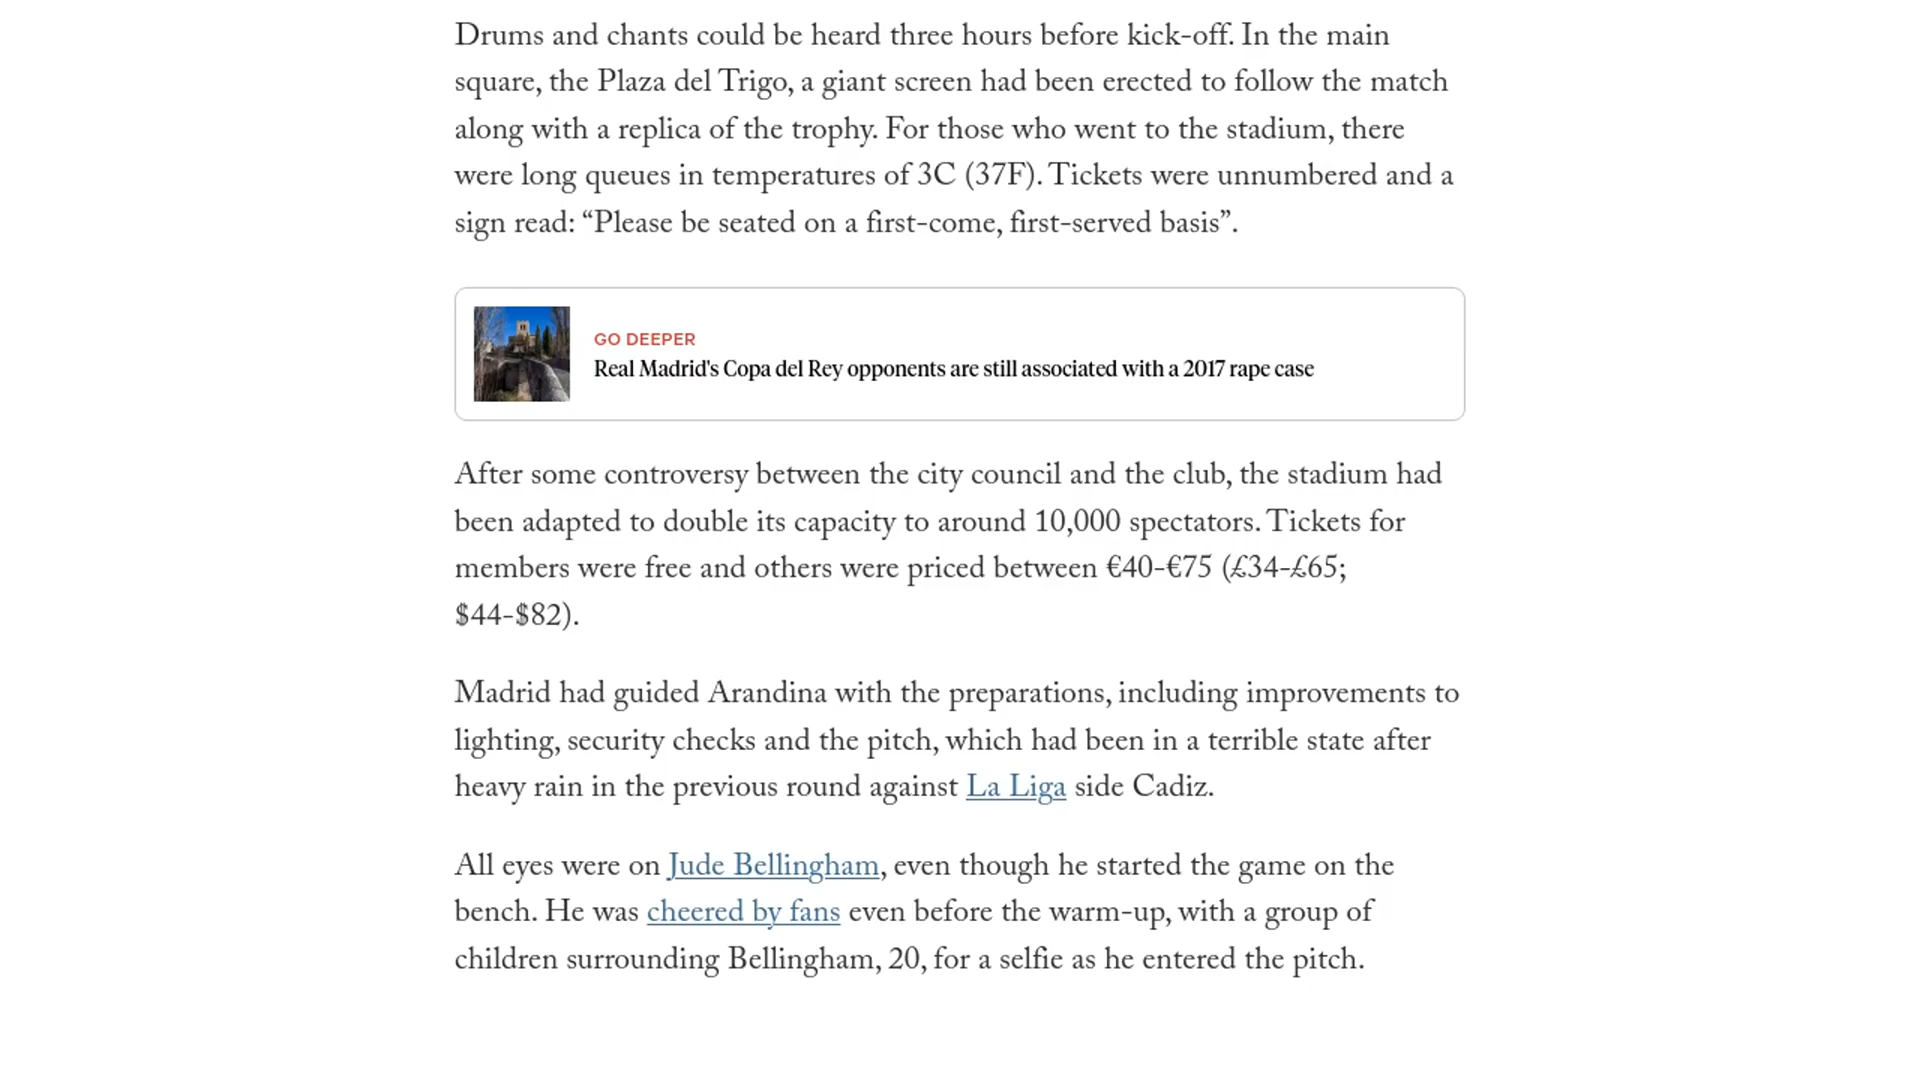 Drums and chants could be heard three hours before kick-off. In the main
square, the Plaza del Trigo, a giant screen had been erected to follow the match
along with a replica of the trophy. For those who went to the stadium, there
were long queues in temperatures of 3C (37F). Tickets were unnumbered and a
sign read: “Please be seated on a first-come, first-served basis”.
GO DEEPER
Real Madrid's Copa del Rey opponents are still associated with a 2017 rape case
After some controversy between the city council and the club, the stadium had
been adapted to double its capacity to around 10,000 spectators. Tickets for
members were free and others were priced between €40-€75 (£34-£65;
$44-$82).
Madrid had guided Arandina with the preparations, including improvements to
lighting, security checks and the pitch, which had been in a terrible state after
heavy rain in the previous round against La Liga side Cadiz.
All eyes were on Jude Bellingham, even though he started the game on the
bench. He was cheered by fans even before the warm-up, with a group of
children surrounding Bellingham, 20, for a selfie as he entered the pitch.